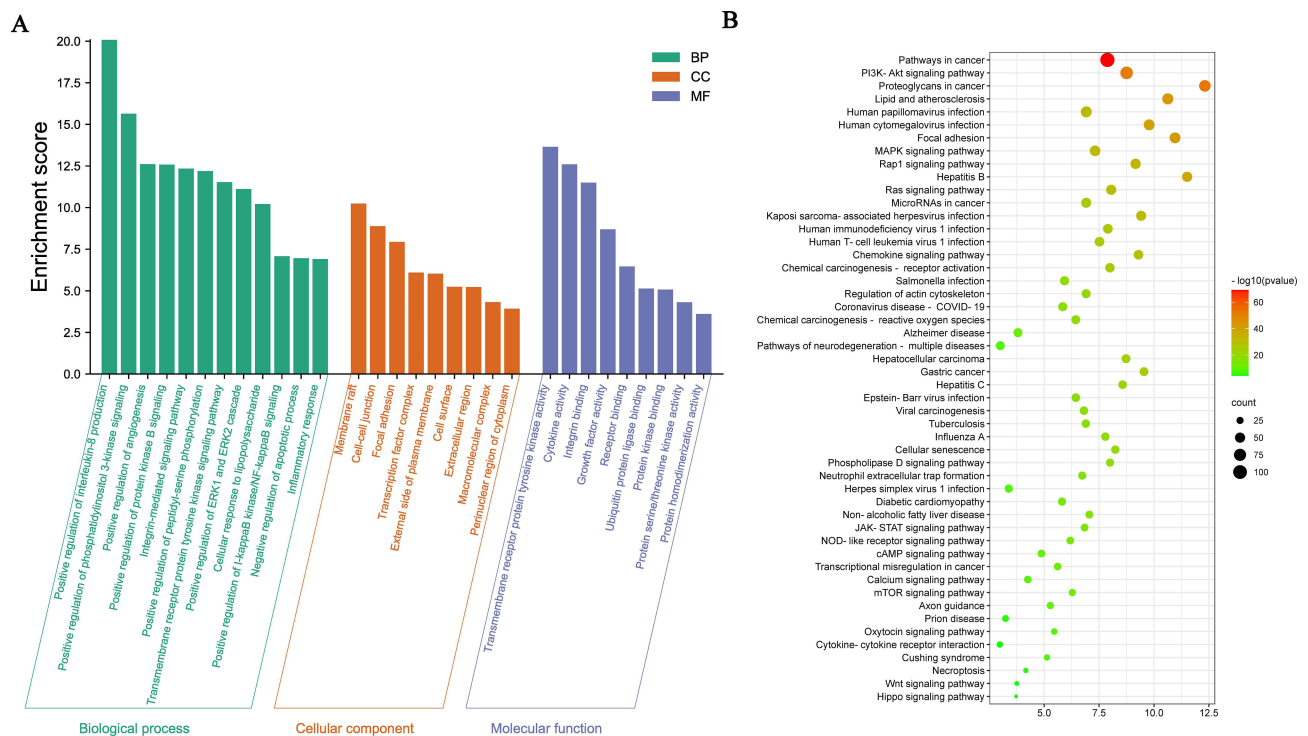 A
Enrichment score
20.0
17.5
15.0
12.5
10.0
7.5
5.0
2.5
0.0
BP
CC
MF
Positive regulation of interleukin-8 production
Positive regulation of phosphatidylinositol 3-kinase signaling
Positive regulation of angiogenesis
Positive regulation of protein kinase B signaling
Integrin-mediated signaling pathway
Positive regulation of peptidyl-serine phosphorylation
Transmembrane receptor protein tyrosine kinase signaling pathway
Positive regulation of ERK1 and ERK2 cascade
Cellular response to lipopolysaccharide
Positive regulation of I-kappaB kinase/NF-kappaB signaling
Negative regulation of apoptotic process
Inflammatory response
Membrane raft
Cell-cell junction
Focal adhesion
Transcription factor complex
External side of plasma membrane
Cell surface
Extracellular region
Macromolecular complex
Perinuclear region of cytoplasm
Transmembrane receptor protein tyrosine kinase activity
Cytokine activity
Integrin binding
Growth factor activity
Receptor binding
Ubiquitin protein ligase binding
Protein kinase binding
Protein serine/threonine kinase activity
Protein homodimerization activity
Biological process
Cellular component
Molecular function
B
Pathways in cancer
PI3K- Akt signaling pathway
Proteoglycans in cancer
Lipid and atherosclerosis
Human papillomavirus infection
Human cytomegalovirus infection
Focal adhesion
MAPK signaling pathway
Rap1 signaling pathway
Hepatitis B
Ras signaling pathway
MicroRNAs in cancer
Kaposi sarcoma- associated herpesvirus infection
Human immunodeficiency virus 1 infection
Human T- cell leukemia virus 1 infection
Chemokine signaling pathway
Chemical carcinogenesis - receptor activation
Salmonella infection
Regulation of actin cytoskeleton
Coronavirus disease - COVID- 19
Chemical carcinogenesis - reactive oxygen species
Alzheimer disease
Pathways of neurodegeneration - multiple diseases
Hepatocellular carcinoma
Gastric cancer
Hepatitis C
Epstein- Barr virus infection
Viral carcinogenesis
Tuberculosis
Influenza A
Cellular senescence
Phospholipase D signaling pathway
Neutrophil extracellular trap formation
Herpes simplex virus 1 infection
Diabetic cardiomyopathy
Non- alcoholic fatty liver disease
JAK- STAT signaling pathway
NOD- like receptor signaling pathway
cAMP signaling pathway
Transcriptional misregulation in cancer
Calcium signaling pathway
mTOR signaling pathway
Axon guidance
Prion disease
Oxytocin signaling pathway
Cytokine- cytokine receptor interaction
Cushing syndrome
Necroptosis
Wnt signaling pathway
Hippo signaling pathway
5.0 7.5 10.0 12.5
- log10(pvalue)
60
40
20
count
25
50
75
100